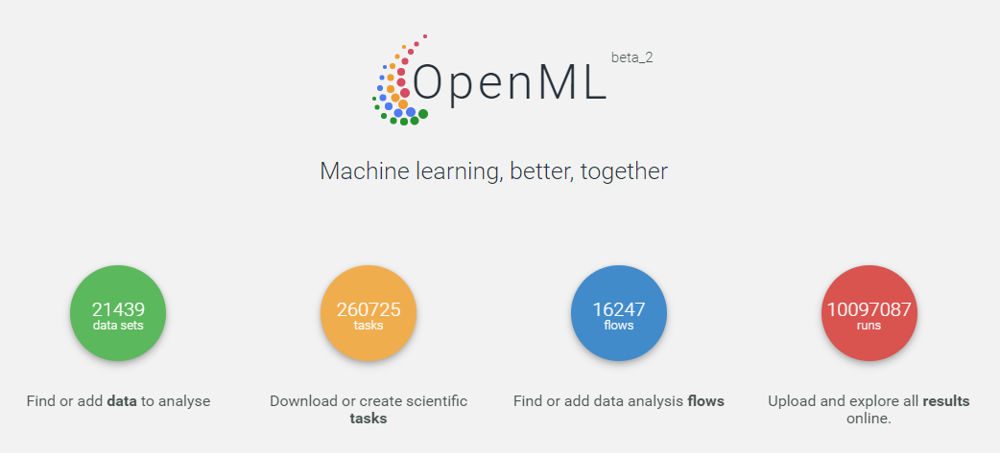 OpenML beta_2
Machine learning, better, together
21439
data sets
260725
tasks
16247
flows
10097087
runs
Find or add data to analyse
Download or create scientific
tasks
Find or add data analysis flows
Upload and explore all results
online.